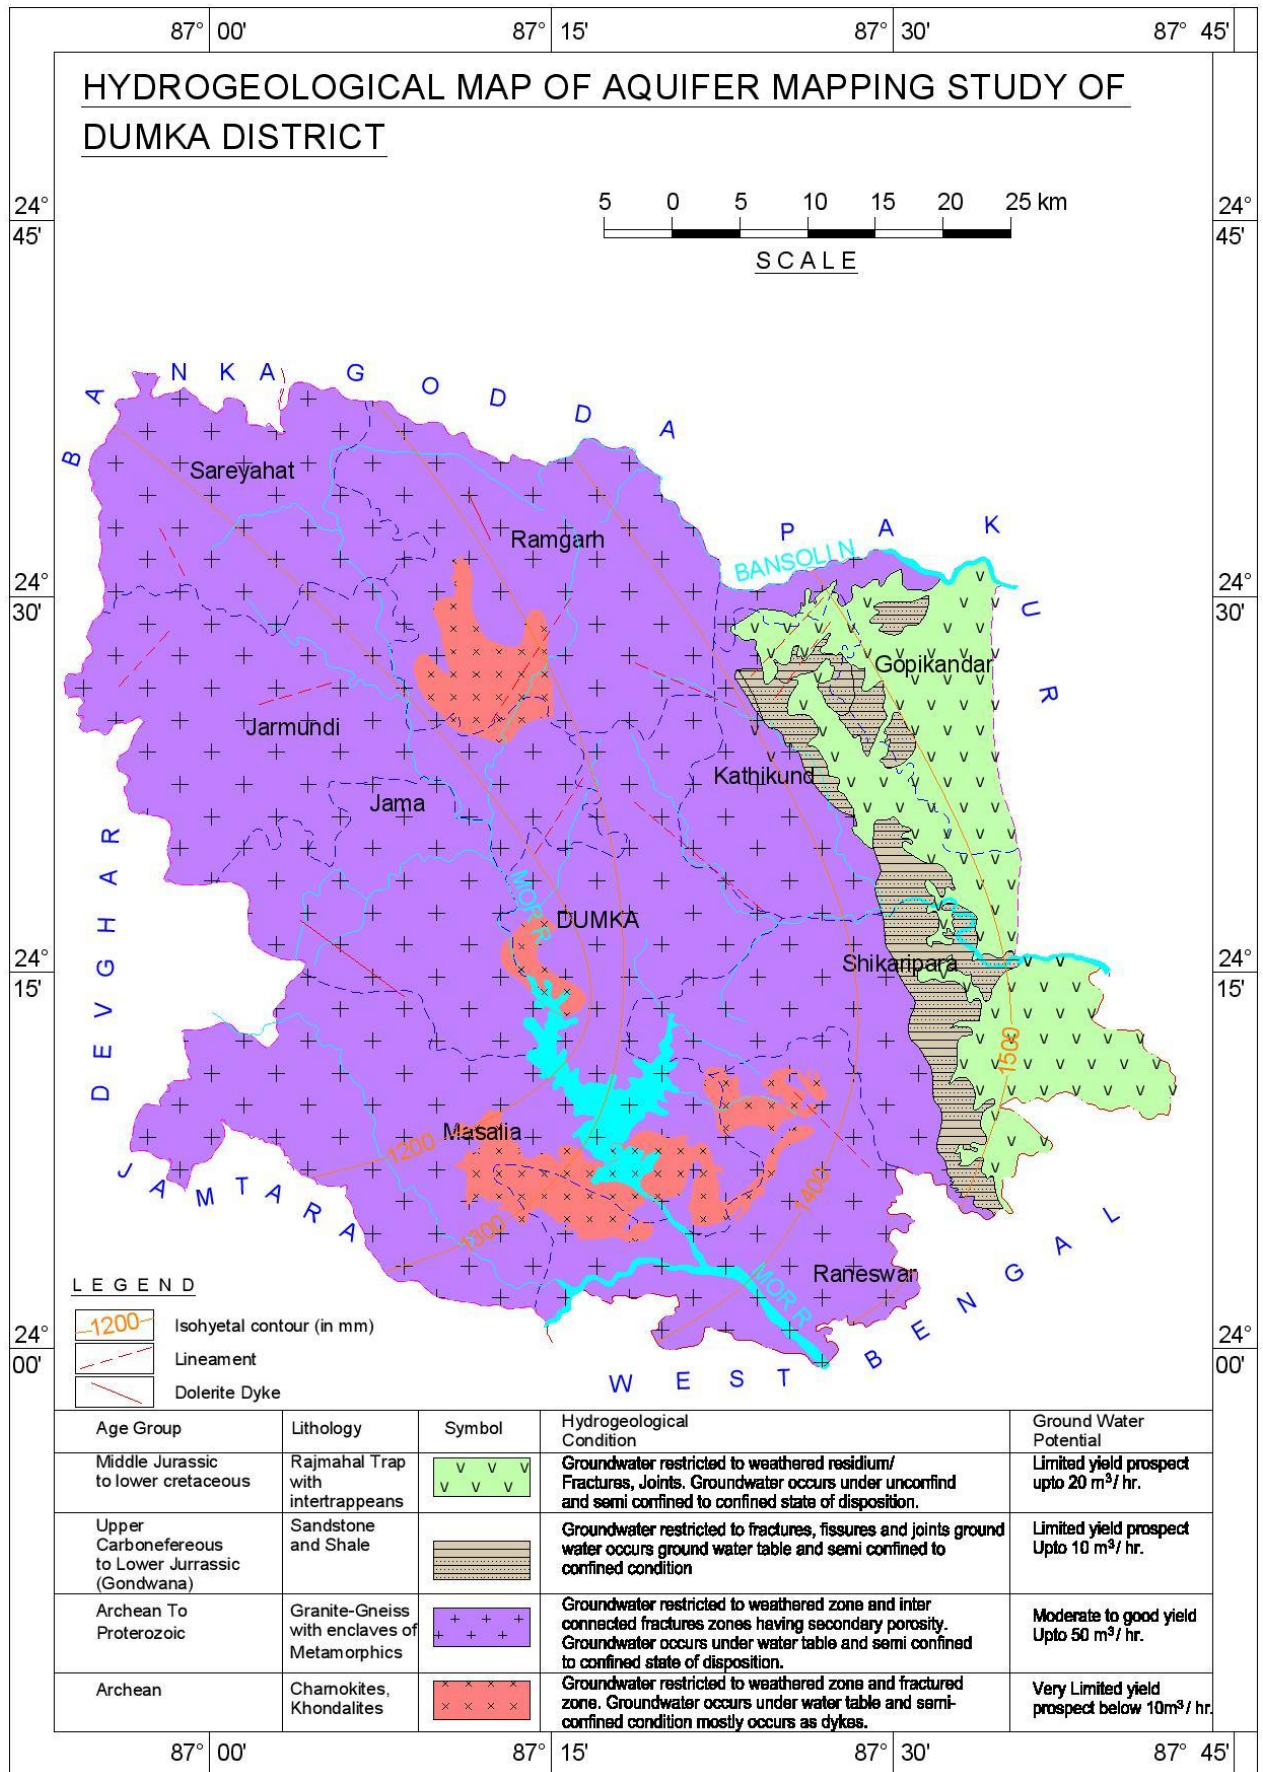 87° 00' 87° 15' 87° 30' 87° 45'
HYDROGEOLOGICAL MAP OF AQUIFER MAPPING STUDY OF
DUMKA DISTRICT
5 0 5 10 15 20 25 km
SCALE
24° 45' 24° 45'
BANKA GODDA
Sareyahat
Ramgarh
PAKUR
BANSOLI N
24° 30' 24° 30'
Gopikandar
Jarmundi
Kathikund
Jama
DEVGHAR
MOR R
DUMKA
Shikaripara
24° 15' 24° 15'
1500
Masalia
1200
JAMTARA
1400
1300
Raneswar
MOR R
WEST BENGAL
24° 00' 24° 00'
LEGEND
1200 Isohyetal contour (in mm)
Lineament
Dolerite Dyke
Age Group Lithology Symbol Hydrogeological Condition Ground Water Potential
Middle Jurassic
to lower cretaceous
Rajmahal Trap
with
intertrappeans
Groundwater restricted to weathered residium/
Fractures, Joints. Groundwater occurs under unconfind
and semi confined to confined state of disposition.
Limited yield prospect
upto 20 m³/ hr.
Upper
Carbonefereous
to Lower Jurrassic
(Gondwana)
Sandstone
and Shale
Groundwater restricted to fractures, fissures and joints ground
water occurs ground water table and semi confined to
confined condition
Limited yield prospect
Upto 10 m³/ hr.
Archean To
Proterozoic
Granite-Gneiss
with enclaves of
Metamorphics
Groundwater restricted to weathered zone and inter
connected fractures zones having secondary porosity.
Groundwater occurs under water table and semi confined
to confined state of disposition.
Moderate to good yield
Upto 50 m³/ hr.
Archean
Charnokites,
Khondalites
Groundwater restricted to weathered zone and fractured
zone. Groundwater occurs under water table and semi-
confined condition mostly occurs as dykes.
Very Limited yield
prospect below 10m³/ hr.
87° 00' 87° 15' 87° 30' 87° 45'